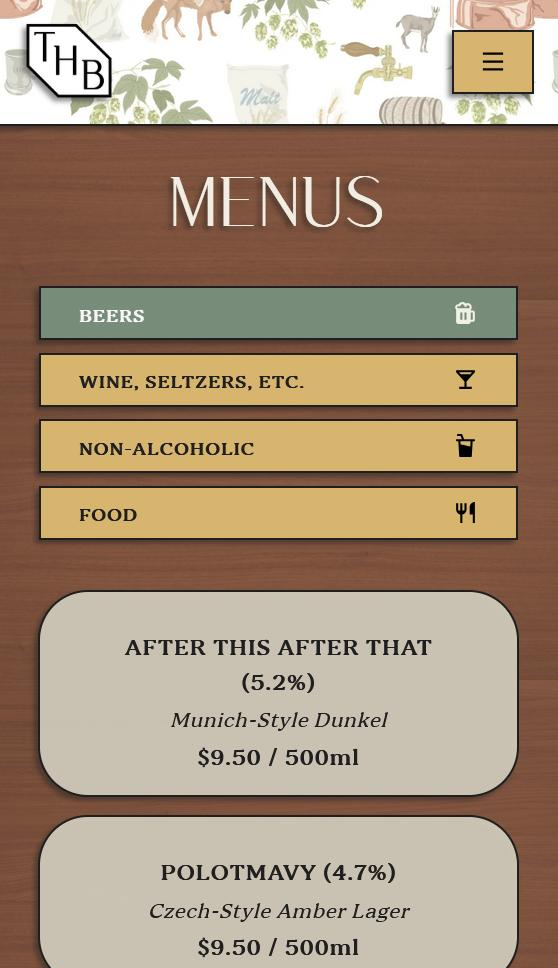 THB
Malt
MENUS
BEERS
WINE, SELTZERS, ETC.
NON-ALCOHOLIC
FOOD
AFTER THIS AFTER THAT
(5.2%)
Munich-Style Dunkel
$9.50 / 500ml
POLOTMAVY (4.7%)
Czech-Style Amber Lager
$9.50 / 500ml